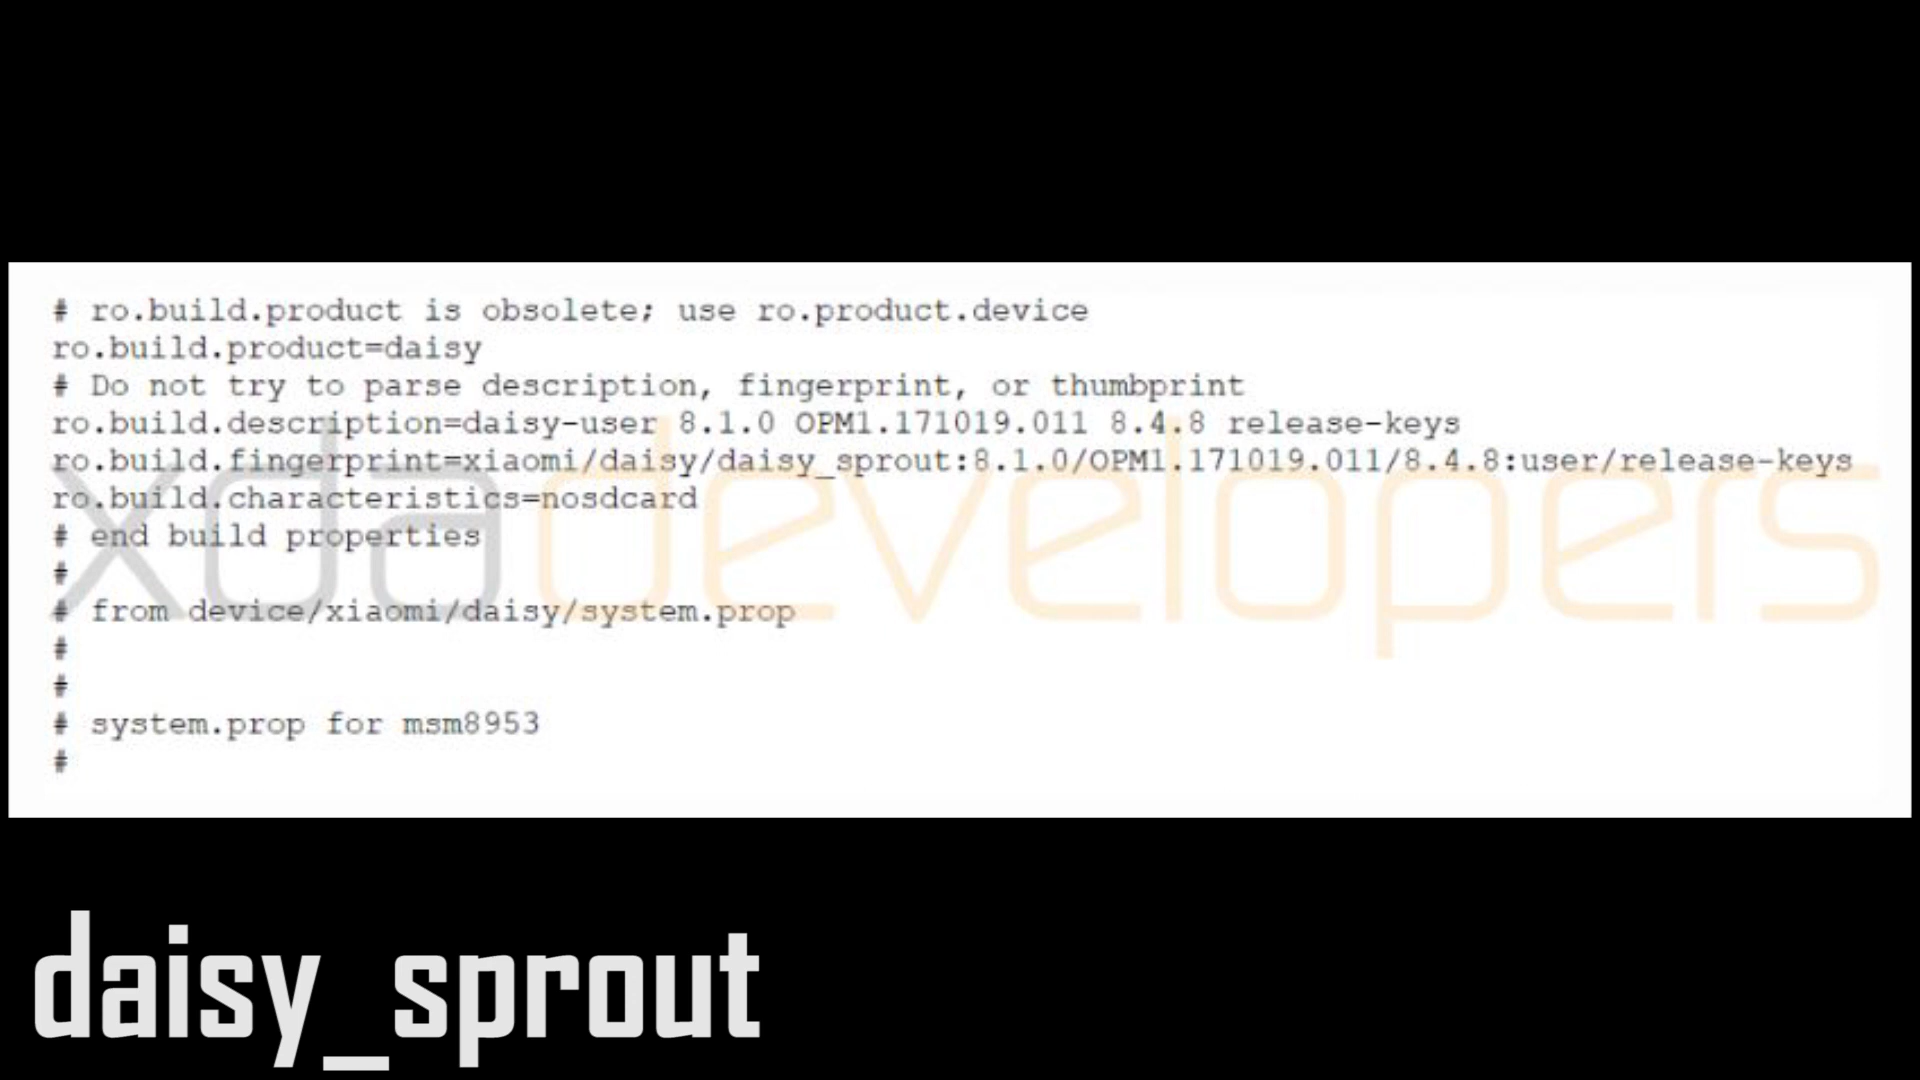 # ro.build.product is obsolete; use ro.product.device
ro.build.product=daisy
# Do not try to parse description, fingerprint, or thumbprint
ro.build.description=daisy-user 8.1.0 OPM1.171019.011 8.4.8 release-keys
ro.build.fingerprint=xiaomi/daisy/daisy_sprout:8.1.0/OPM1.171019.011/8.4.8:user/release-keys
ro.build.characteristics=nosdcard
# end build properties
#
# from device/xiaomi/daisy/system.prop
#
#
# system.prop for msm8953
#
xdadevelopers
daisy_sprout